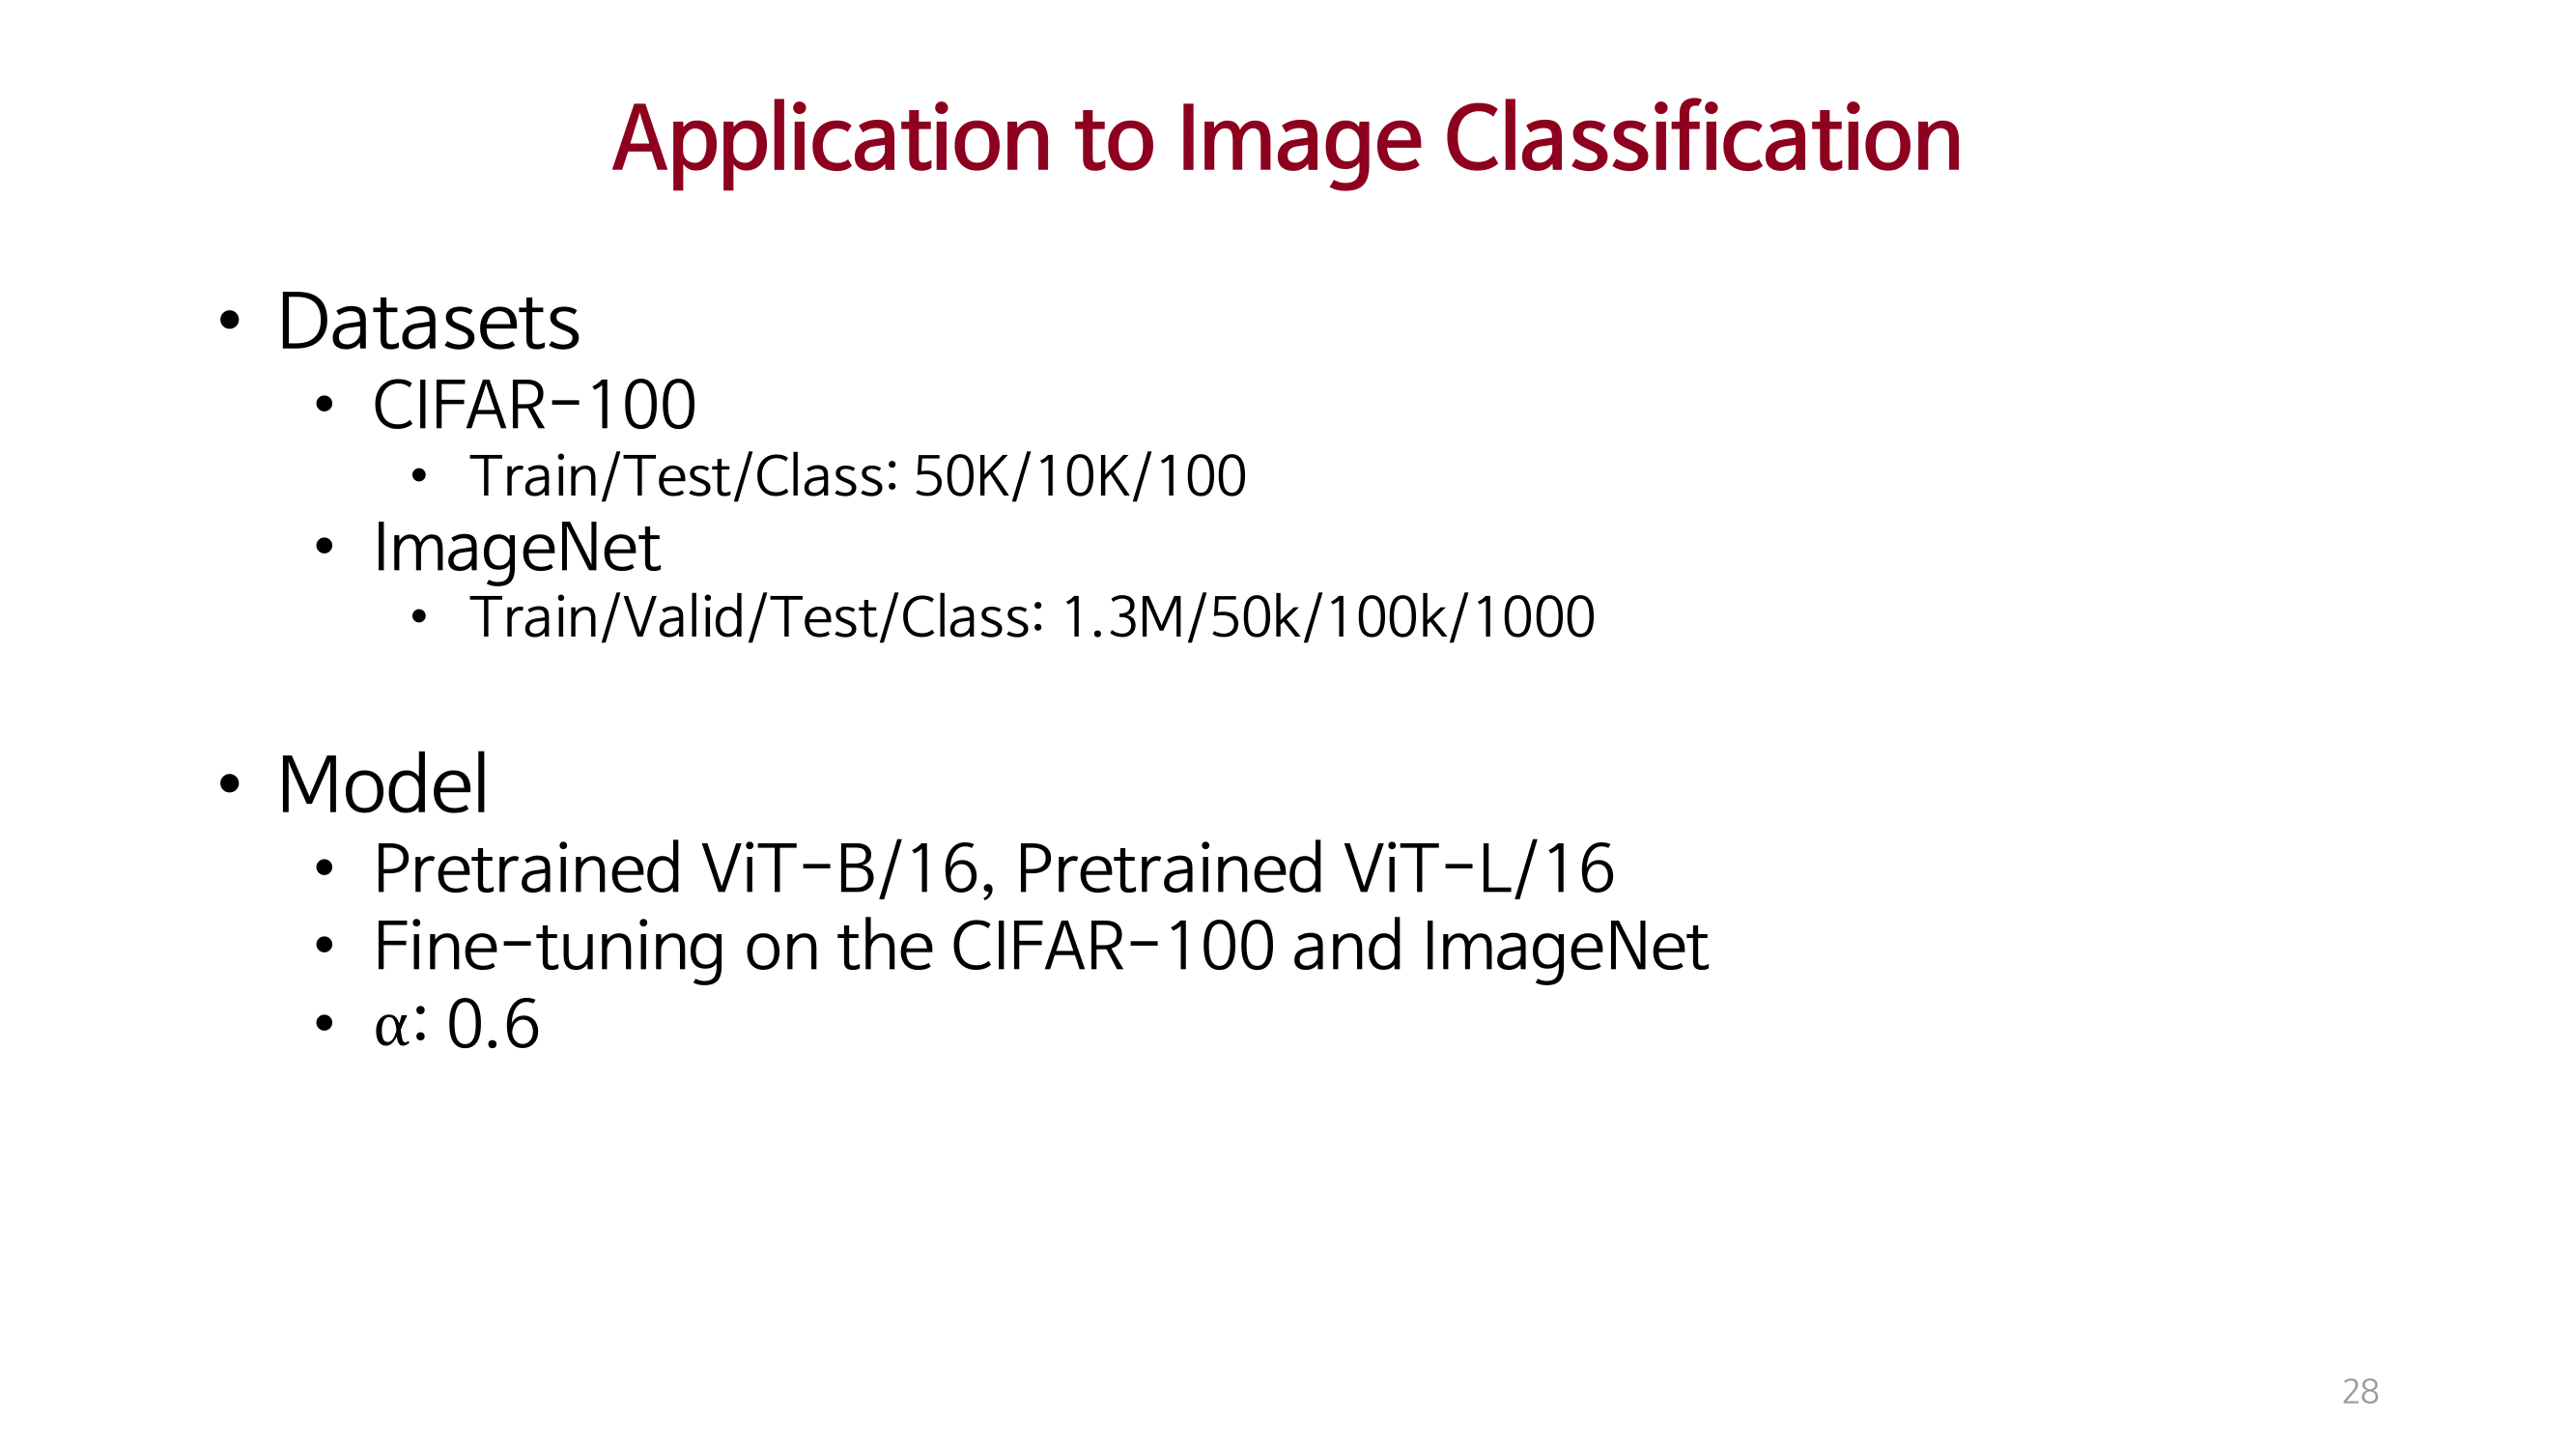 Application to Image Classification
• Datasets
• CIFAR-100
• Train/Test/Class: 50K/10K/100
• ImageNet
• Train/Valid/Test/Class: 1.3M/50k/100k/1000
• Model
• Pretrained ViT-B/16, Pretrained ViT-L/16
• Fine-tuning on the CIFAR-100 and ImageNet
• α: 0.6
28